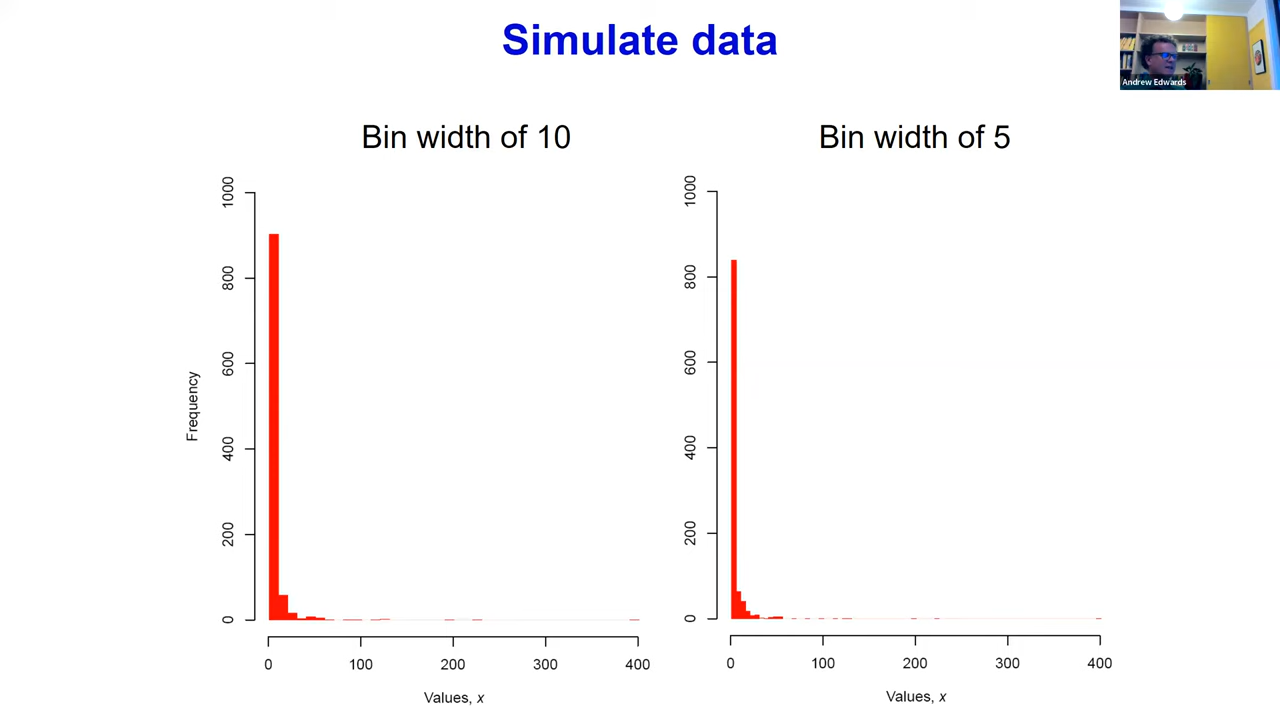 Simulate data
Andrew Edwards
Bin width of 10
Bin width of 5
1000
800
600
400
200
0
Frequency
0 100 200 300 400
Values, x
1000
800
600
400
200
0
0 100 200 300 400
Values, x